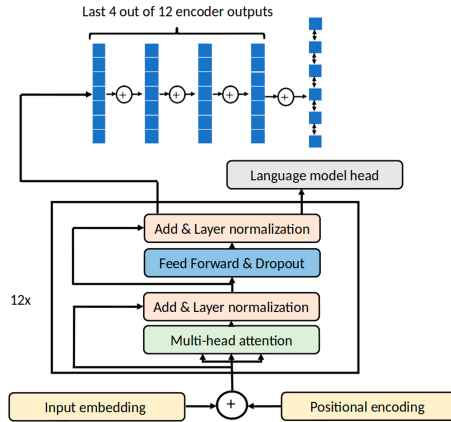 Last 4 out of 12 encoder outputs
+
+
+
+
Language model head
Add & Layer normalization
Feed Forward & Dropout
12x
Add & Layer normalization
Multi-head attention
Input embedding
+
Positional encoding